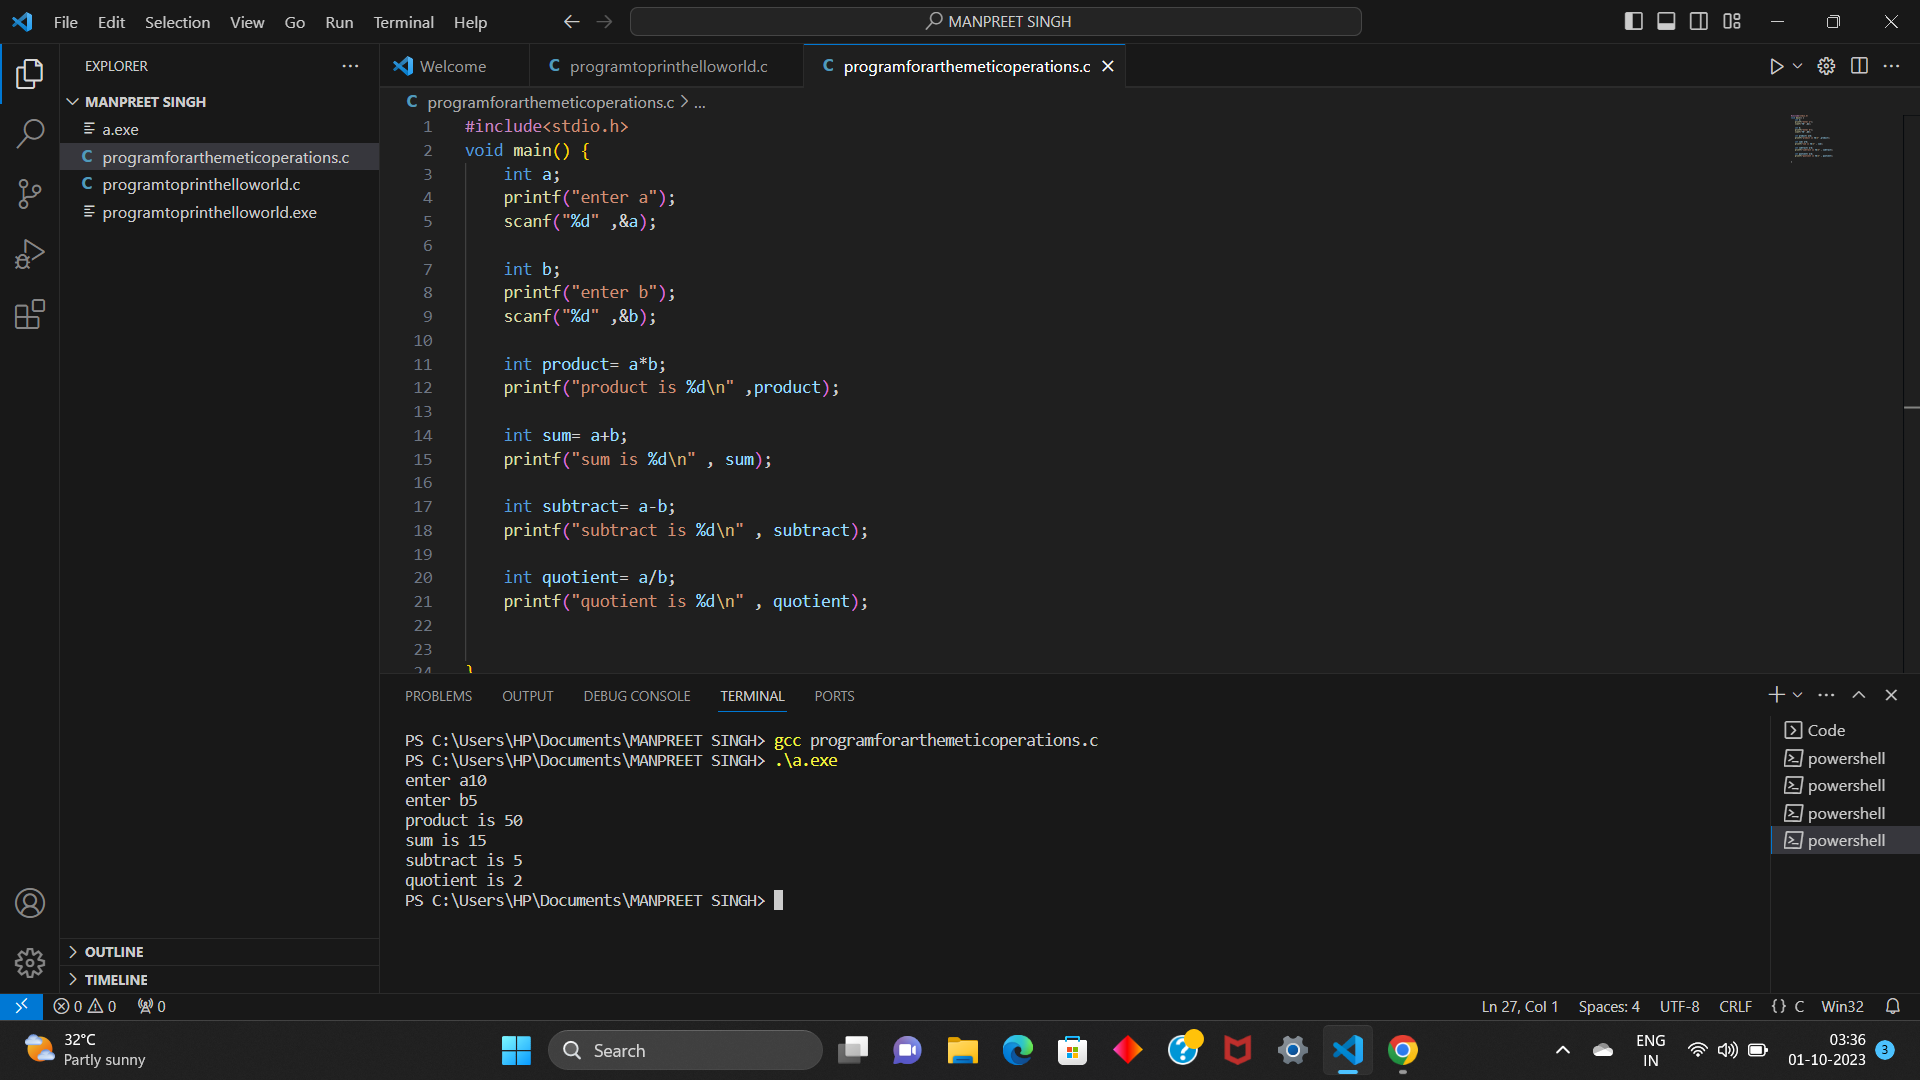 File Edit Selection View Go Run Terminal Help
MANPREET SINGH
EXPLORER
MANPREET SINGH
a.exe
C programforarthemeticoperations.c
C programtoprinthelloworld.c
programtoprinthelloworld.exe
OUTLINE
TIMELINE
Welcome
C programtoprinthelloworld.c
C programforarthemeticoperations.c
C programforarthemeticoperations.c > ...
1 #include<stdio.h>
2 void main() {
3 int a;
4 printf("enter a");
5 scanf("%d" ,&a);
6
7 int b;
8 printf("enter b");
9 scanf("%d" ,&b);
10
11 int product= a*b;
12 printf("product is %d\n" ,product);
13
14 int sum= a+b;
15 printf("sum is %d\n" , sum);
16
17 int subtract= a-b;
18 printf("subtract is %d\n" , subtract);
19
20 int quotient= a/b;
21 printf("quotient is %d\n" , quotient);
22
23
24 }
PROBLEMS OUTPUT DEBUG CONSOLE TERMINAL PORTS
PS C:\Users\HP\Documents\MANPREET SINGH> gcc programforarthemeticoperations.c
PS C:\Users\HP\Documents\MANPREET SINGH> .\a.exe
enter a10
enter b5
product is 50
sum is 15
subtract is 5
quotient is 2
PS C:\Users\HP\Documents\MANPREET SINGH>
Code
powershell
powershell
powershell
powershell
0 0 0
Ln 27, Col 1 Spaces: 4 UTF-8 CRLF {} C Win32
32°C
Partly sunny
Search
ENG
IN
03:36
01-10-2023
3